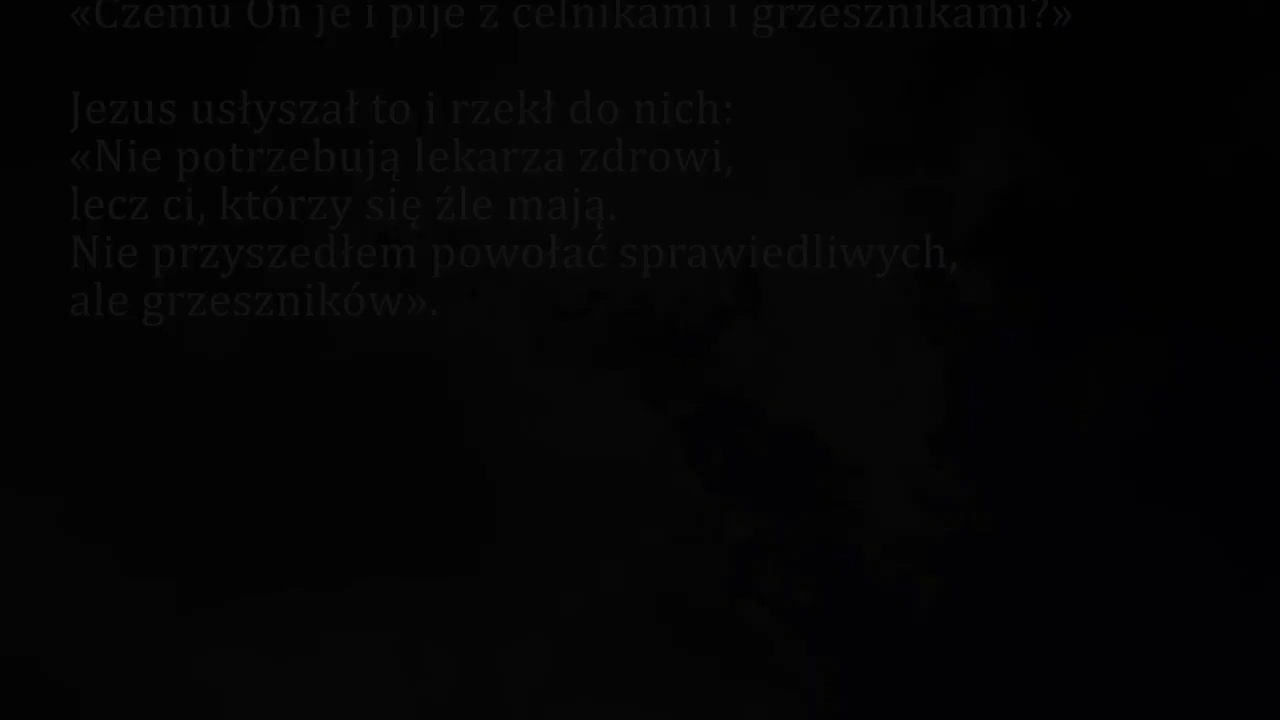 «Czemu On je i pije z celnikami i grzesznikami?»
Jezus usłyszał to i rzekł do nich:
«Nie potrzebują lekarza zdrowi,
lecz ci, którzy się źle mają.
Nie przyszedłem powołać sprawiedliwych,
ale grzeszników».